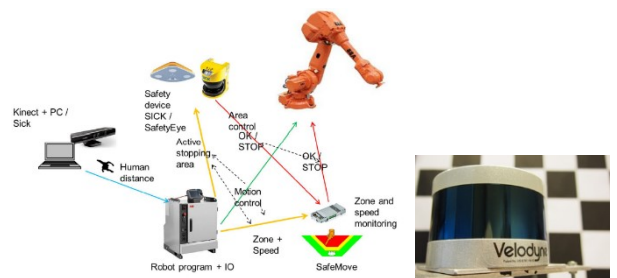 Kinect + PC /
Sick
Human
distance
Safety
device
SICK /
SafetyEye
Active
stopping
area
Area
control
OK /
STOP
OK /
STOP
Motion
control
Zone +
Speed
Zone and
speed
monitoring
Robot program + IO
SafeMove
Velodyne